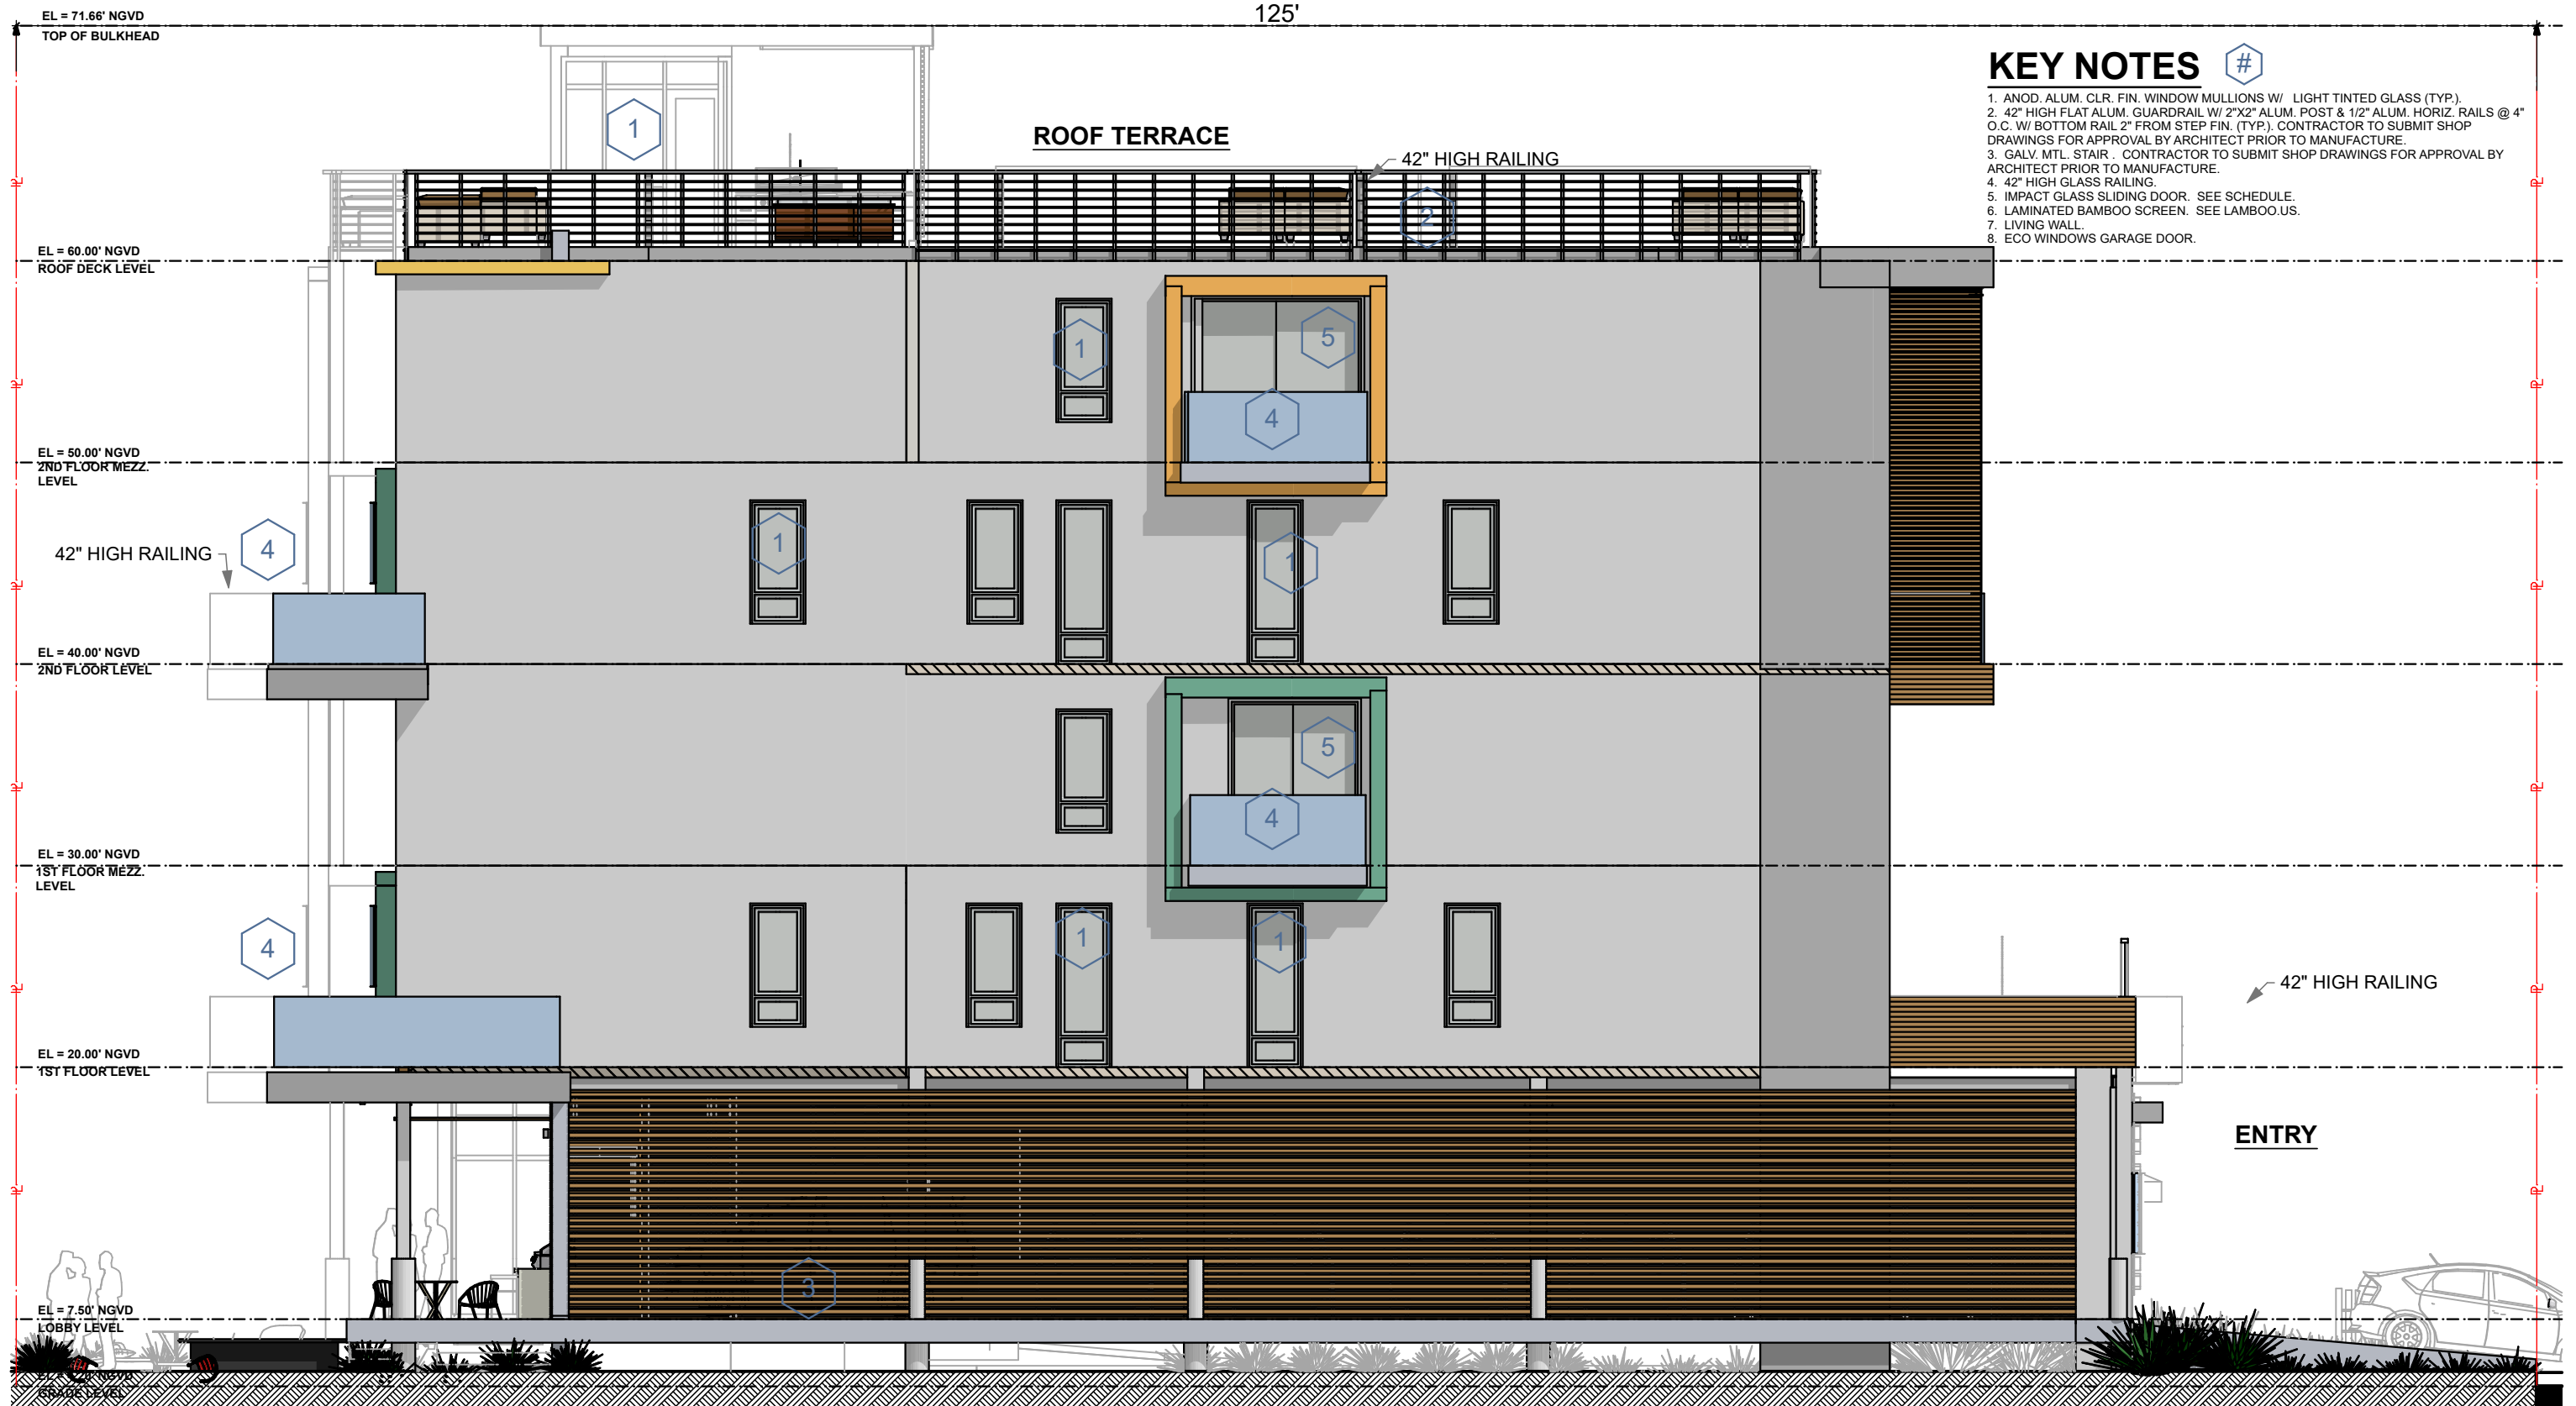 125'
EL = 71.66' NGVD
TOP OF BULKHEAD
KEY NOTES #
1. ANOD. ALUM. CLR. FIN. WINDOW MULLIONS W/ LIGHT TINTED GLASS (TYP.).
2. 42" HIGH FLAT ALUM. GUARDRAIL W/ 2"X2" ALUM. POST & 1/2" ALUM. HORIZ. RAILS @ 4"
O.C. W/ BOTTOM RAIL 2" FROM STEP FIN. (TYP.). CONTRACTOR TO SUBMIT SHOP
DRAWINGS FOR APPROVAL BY ARCHITECT PRIOR TO MANUFACTURE.
3. GALV. MTL. STAIR . CONTRACTOR TO SUBMIT SHOP DRAWINGS FOR APPROVAL BY
ARCHITECT PRIOR TO MANUFACTURE.
4. 42" HIGH GLASS RAILING.
5. IMPACT GLASS SLIDING DOOR. SEE SCHEDULE.
6. LAMINATED BAMBOO SCREEN. SEE LAMBOO.US.
7. LIVING WALL.
8. ECO WINDOWS GARAGE DOOR.
1
ROOF TERRACE
42" HIGH RAILING
2
EL = 60.00' NGVD
ROOF DECK LEVEL
1
5
4
EL = 50.00' NGVD
2ND FLOOR MEZZ.
LEVEL
42" HIGH RAILING
4
1
1
EL = 40.00' NGVD
2ND FLOOR LEVEL
5
4
EL = 30.00' NGVD
1ST FLOOR MEZZ.
LEVEL
4
1
1
42" HIGH RAILING
EL = 20.00' NGVD
1ST FLOOR LEVEL
ENTRY
3
EL = 7.50' NGVD
LOBBY LEVEL
NGVD
GRADE LEVEL